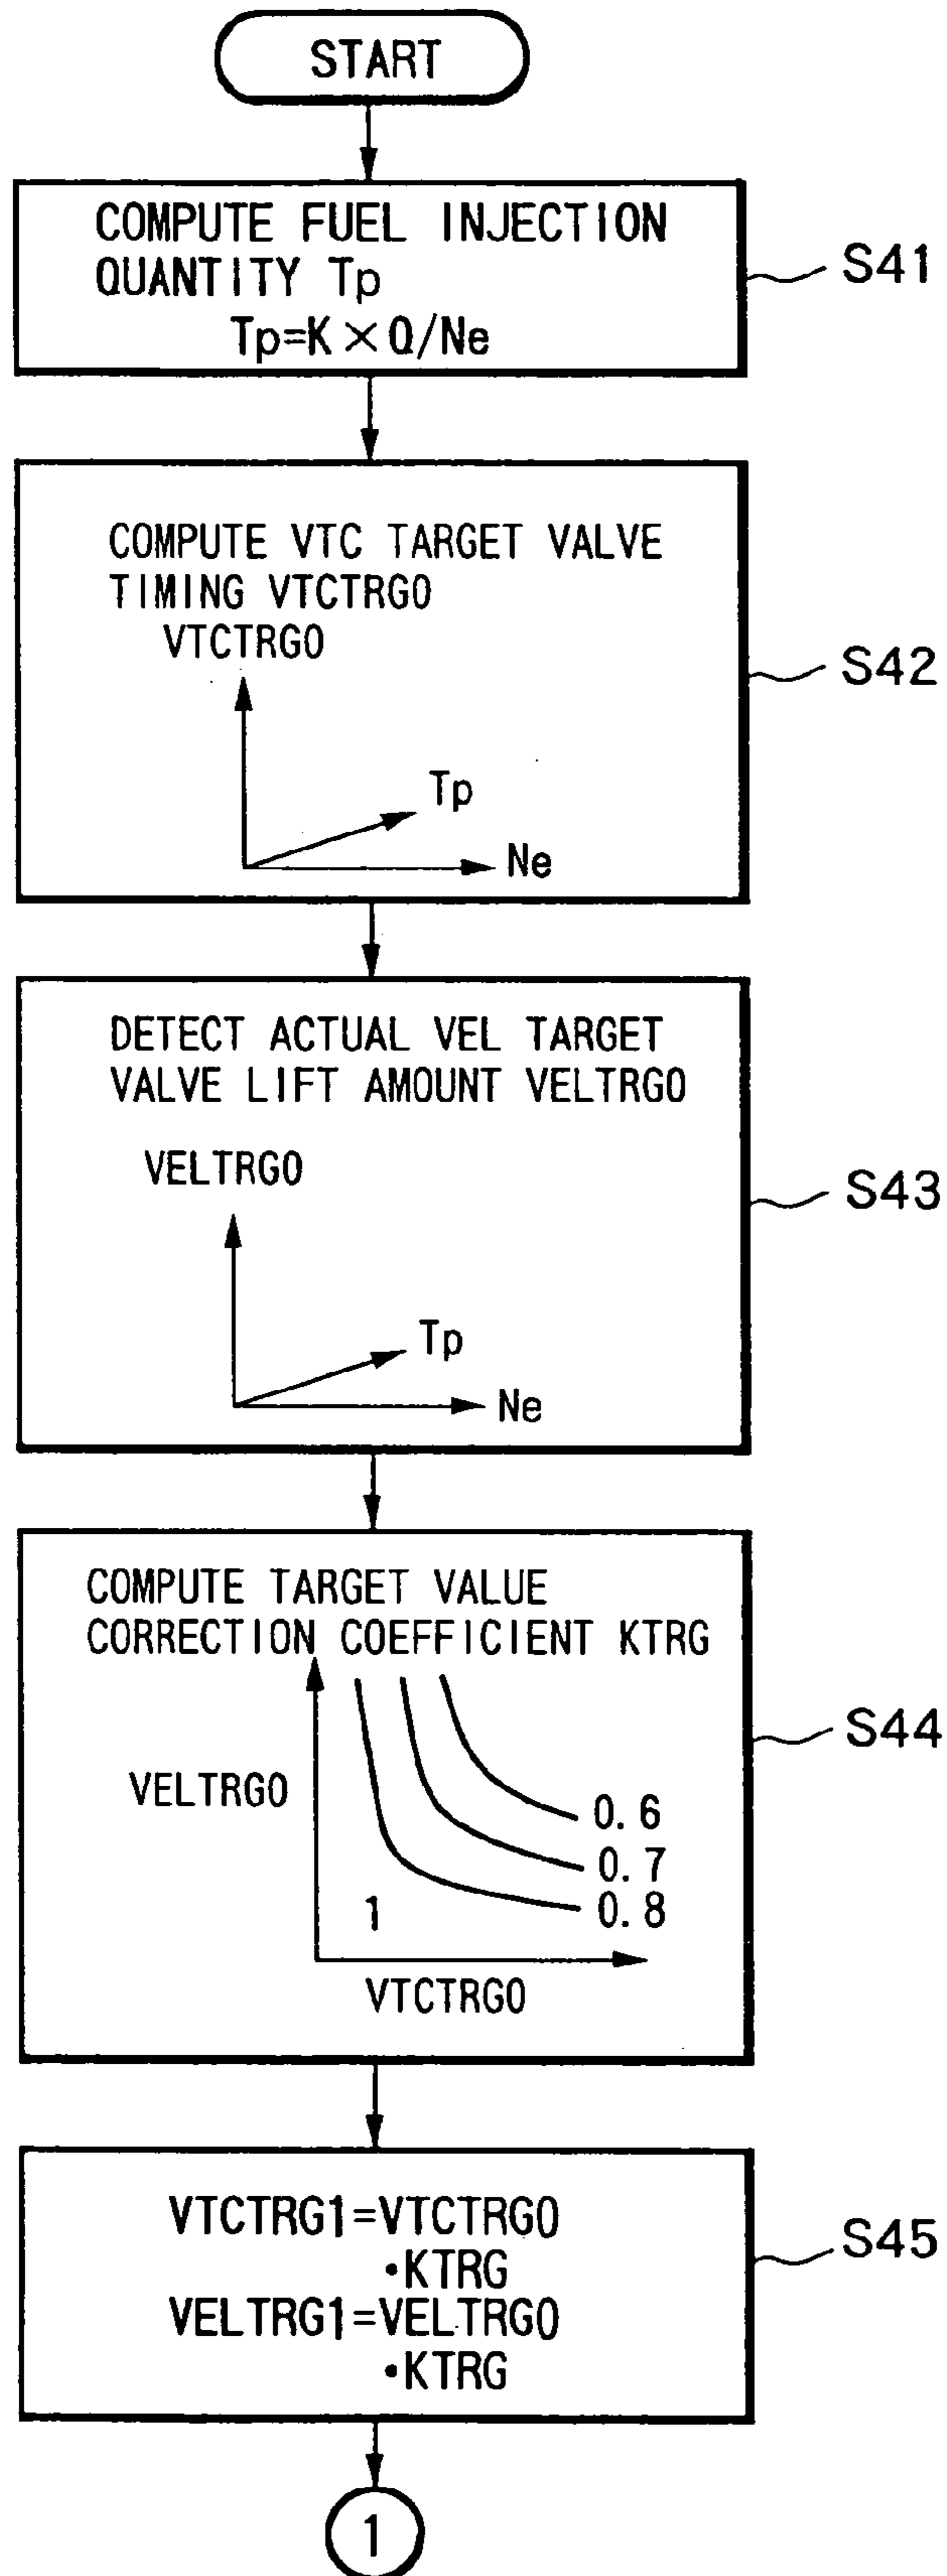 START
COMPUTE FUEL INJECTION
QUANTITY Tp
Tp=K×Q/Ne
S41
COMPUTE VTC TARGET VALVE
TIMING VTCTRG0
VTCTRG0
Tp
Ne
S42
DETECT ACTUAL VEL TARGET
VALVE LIFT AMOUNT VELTRG0
VELTRG0
Tp
Ne
S43
COMPUTE TARGET VALUE
CORRECTION COEFFICIENT KTRG
VELTRG0
0.6
0.7
0.8
1
VTCTRG0
S44
VTCTRG1=VTCTRG0
•KTRG
VELTRG1=VELTRG0
•KTRG
S45
1